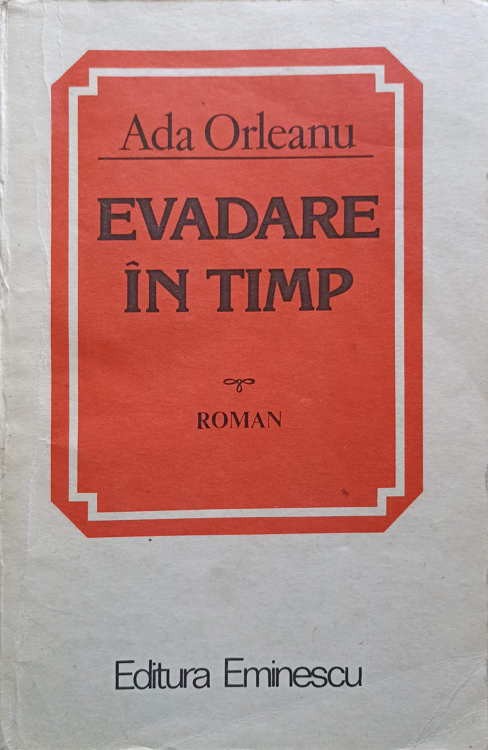 Ada Orleanu
EVADARE
ÎN TIMP
ROMAN
Editura Eminescu